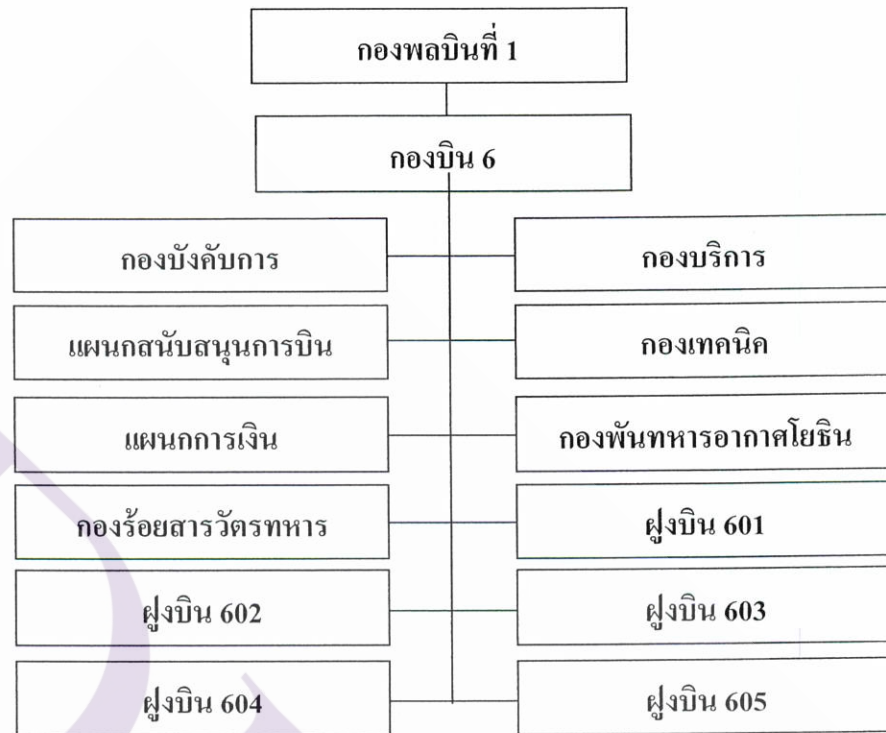 กองพลบินที่ 1
กองบิน 6
กองบังคับการ
กองบริการ
แผนกสนับสนุนการบิน
กองเทคนิค
แผนกการเงิน
กองพันทหารอากาศโยธิน
กองร้อยสารวัตรทหาร
ฝูงบิน 601
ฝูงบิน 602
ฝูงบิน 603
ฝูงบิน 604
ฝูงบิน 605